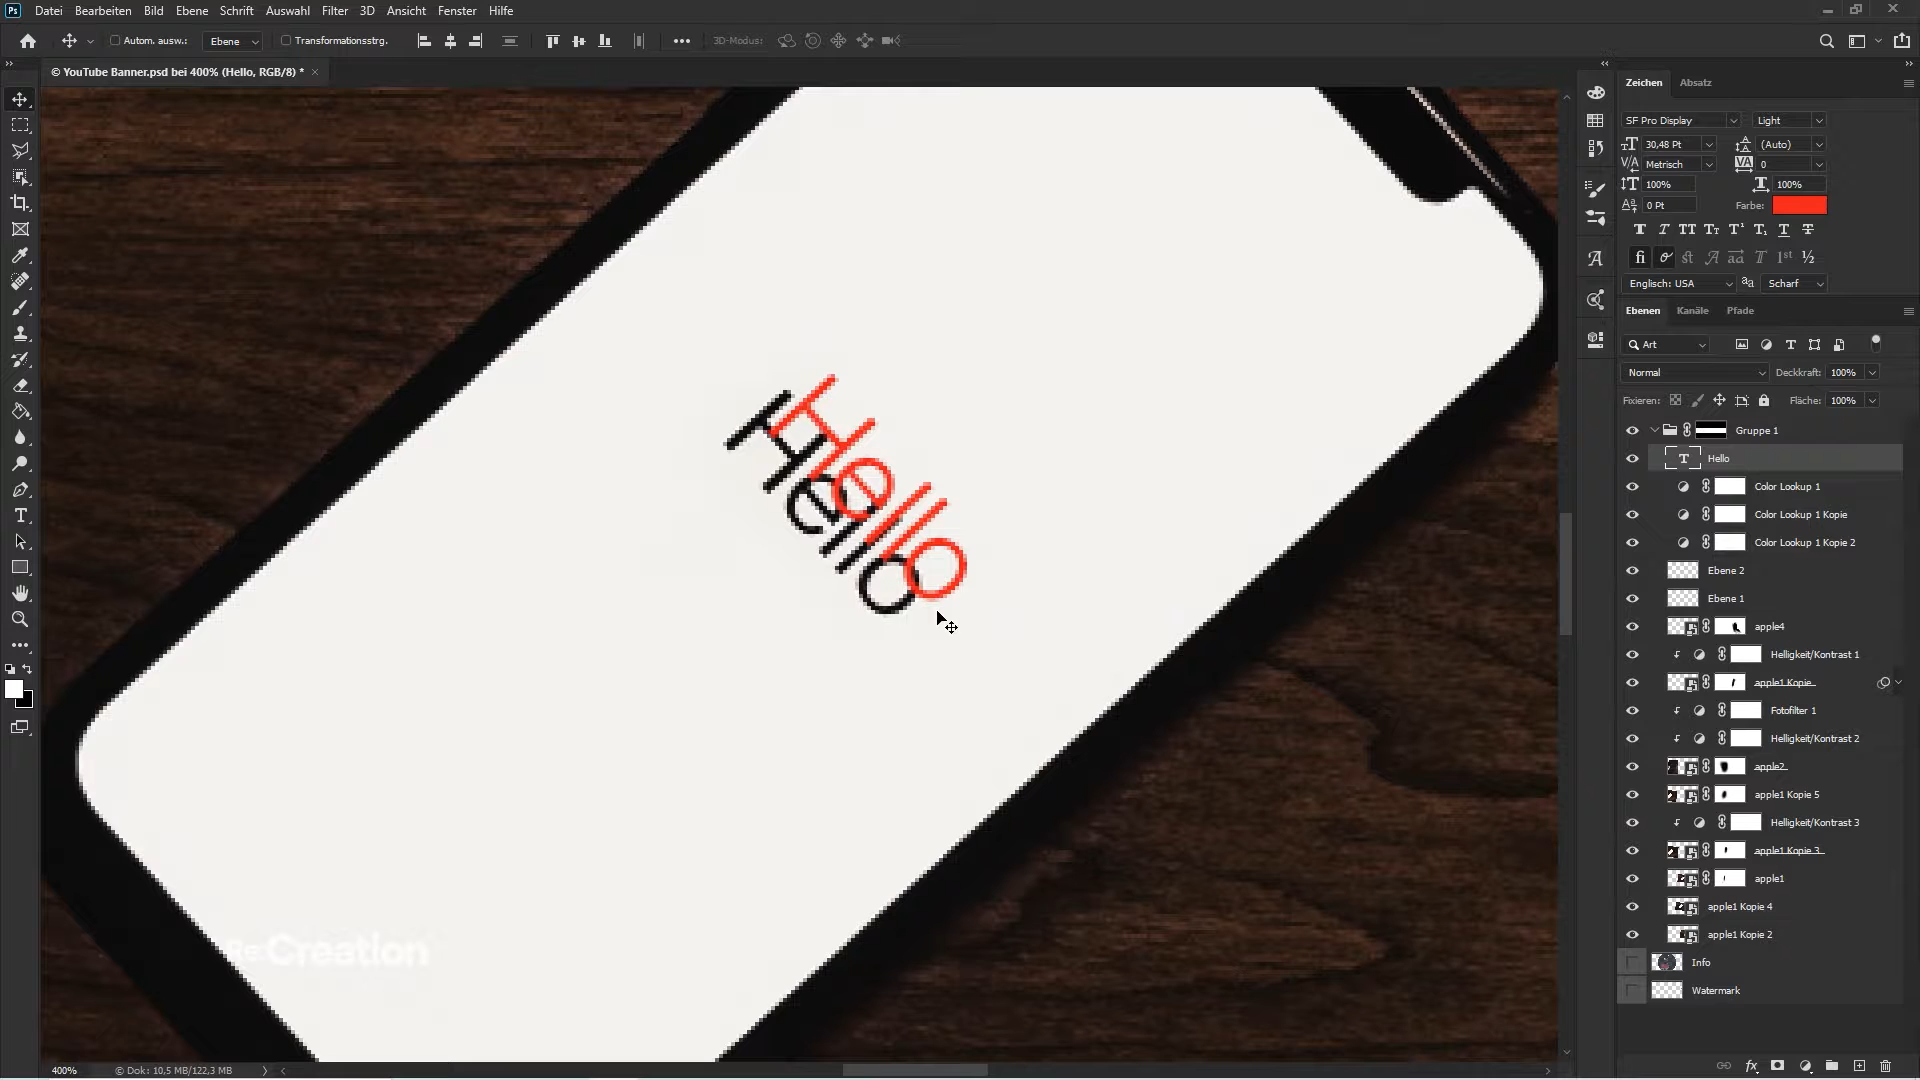 Ps Datei Bearbeiten Bild Ebene Schrift Auswahl Filter 3D Ansicht Fenster Hilfe
Autom. ausw.: Ebene Transformationsstrg. 3D-Modus:
© YouTube Banner.psd bei 400% (Hello, RGB/8) *
Zeichen Absatz
SF Pro Display Light
30,48 Pt (Auto)
Metrisch 0
100% 100%
0 Pt Farbe:
Englisch: USA Scharf
Ebenen Kanäle Pfade
Art
Normal Deckkraft: 100%
Fixieren: Fläche: 100%
Gruppe 1
Hello
Color Lookup 1
Color Lookup 1 Kopie
Color Lookup 1 Kopie 2
Ebene 2
Ebene 1
apple4
Helligkeit/Kontrast 1
apple1 Kopie
Fotofilter 1
Helligkeit/Kontrast 2
apple2
apple1 Kopie 5
Helligkeit/Kontrast 3
apple1 Kopie 3
apple1
apple1 Kopie 4
apple1 Kopie 2
Info
Watermark
Hello
Hello
Re:Creation
400% © Dok: 10,5 MB/122,3 MB